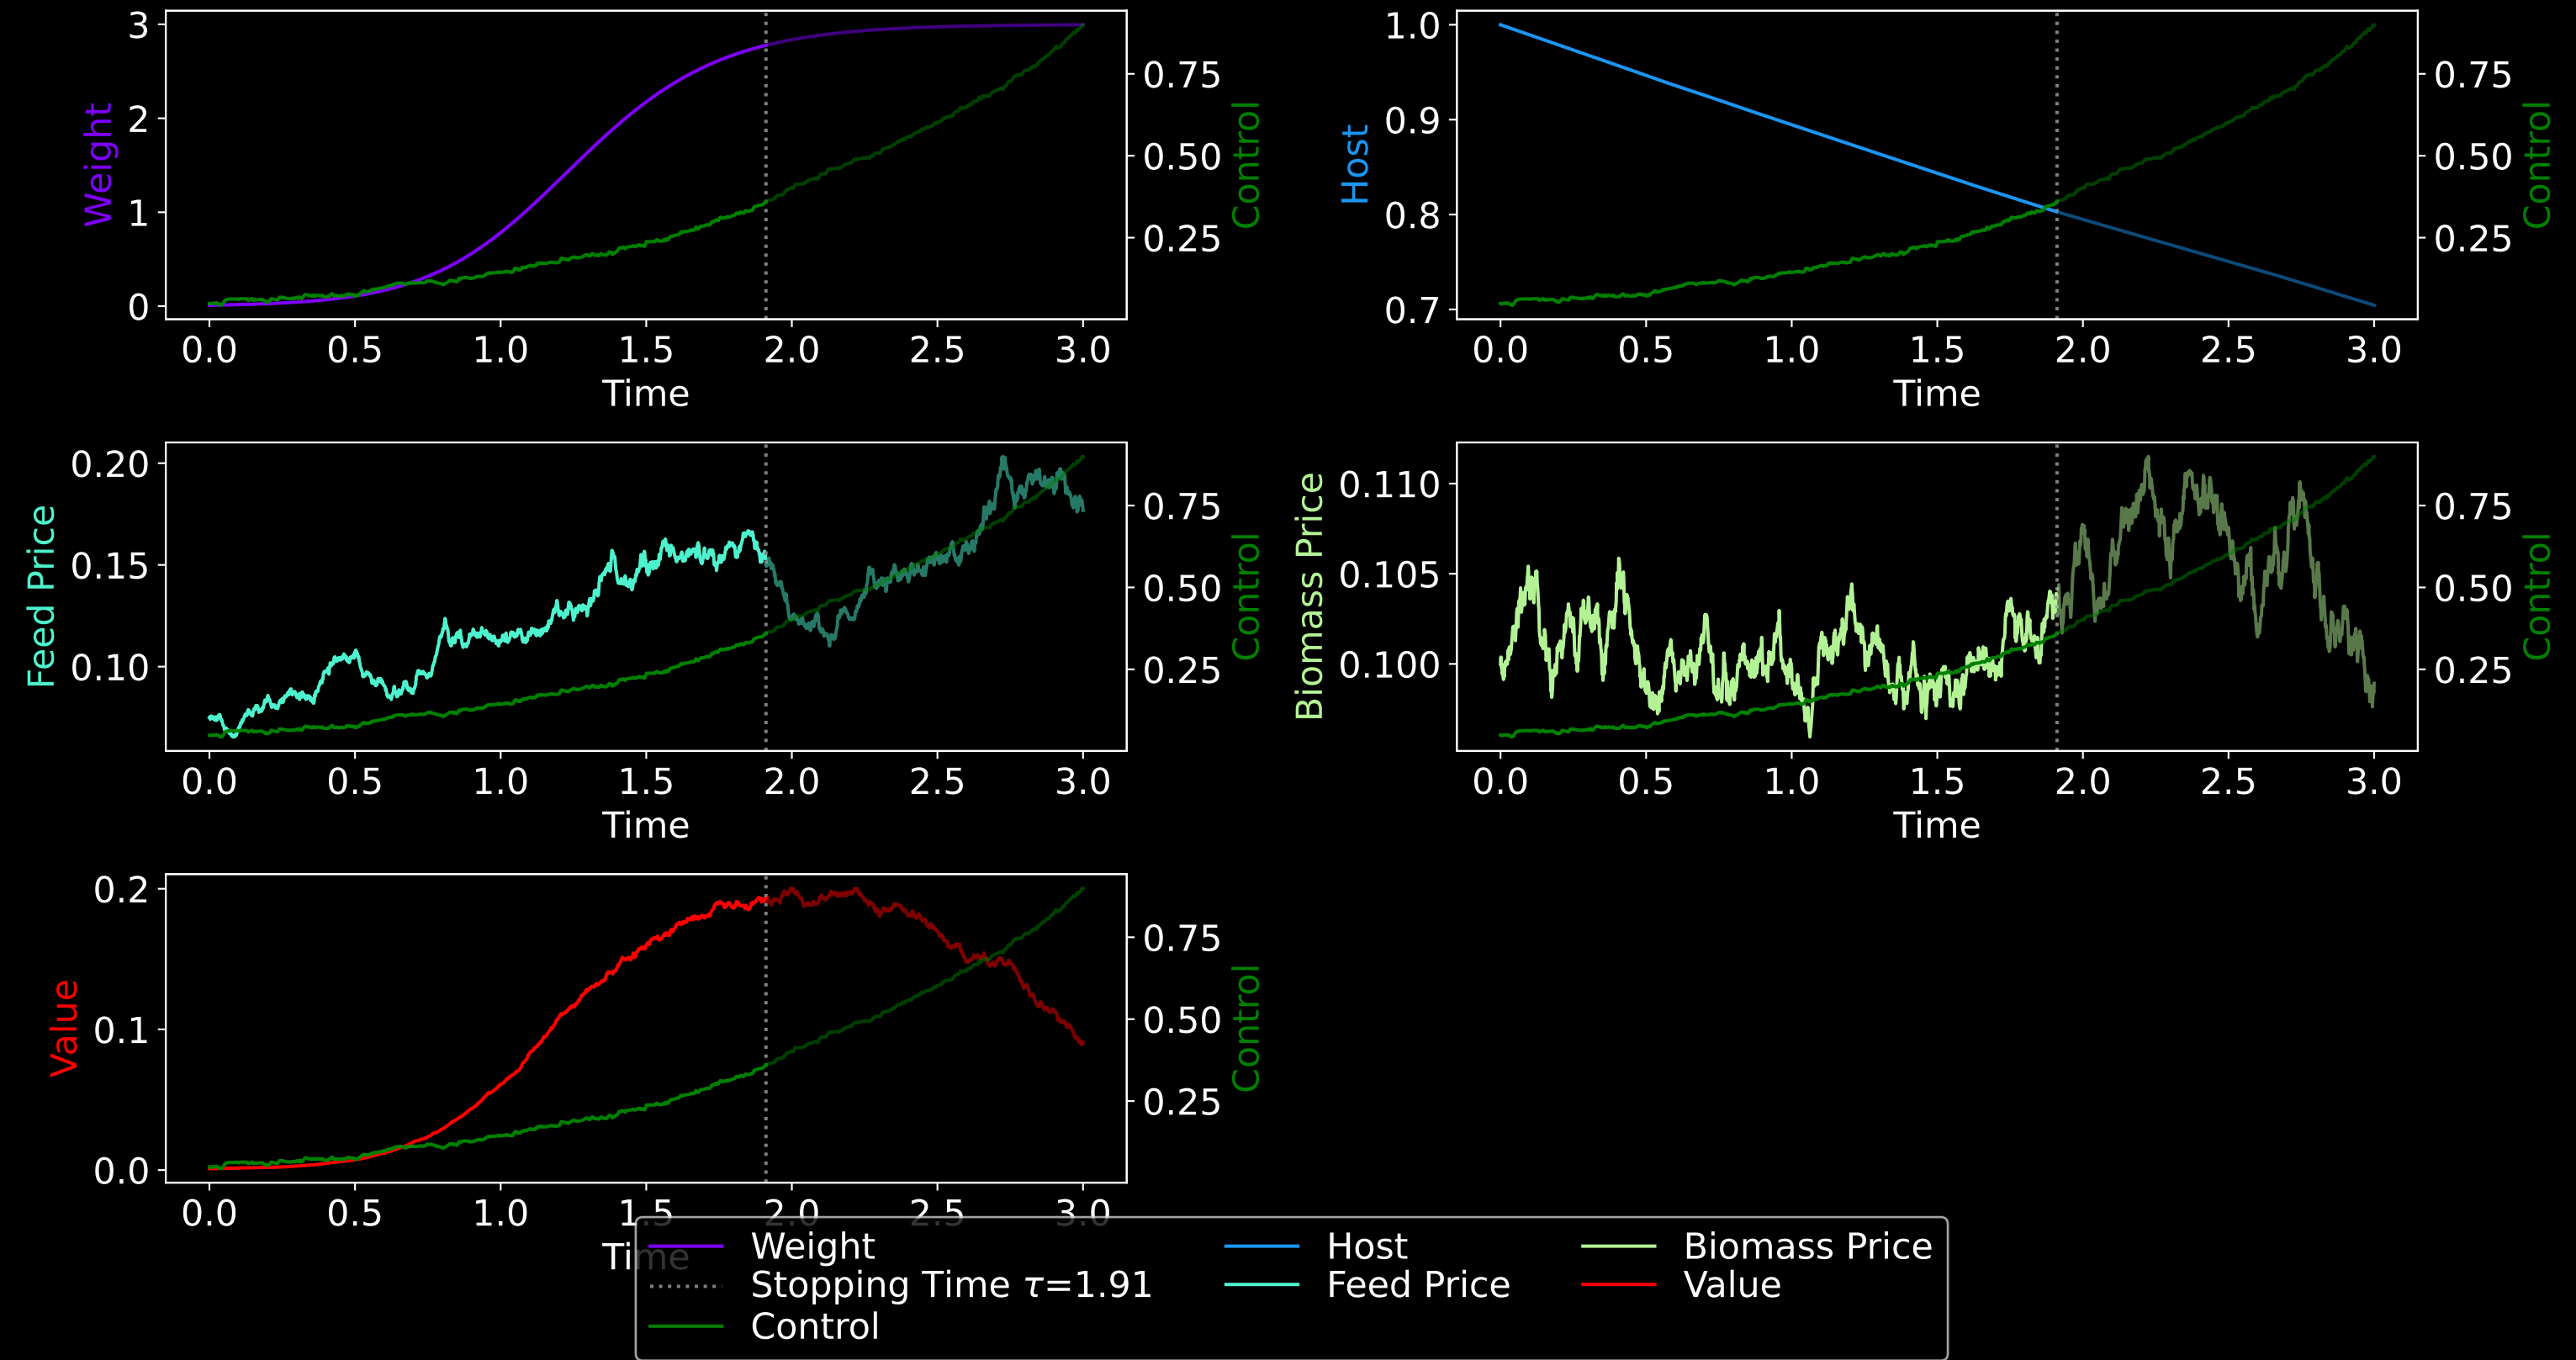 3
2
1
0
Weight
0.75
0.50
0.25
Control
0.0 0.5 1.0 1.5 2.0 2.5 3.0
Time
1.0
0.9
0.8
0.7
Host
0.75
0.50
0.25
Control
0.0 0.5 1.0 1.5 2.0 2.5 3.0
Time
0.20
0.15
0.10
Feed Price
0.75
0.50
0.25
Control
0.0 0.5 1.0 1.5 2.0 2.5 3.0
Time
0.110
0.105
0.100
Biomass Price
0.75
0.50
0.25
Control
0.0 0.5 1.0 1.5 2.0 2.5 3.0
Time
0.2
0.1
0.0
Value
0.75
0.50
0.25
Control
0.0 0.5 1.0 1.5 2.0 2.5 3.0
Time
Weight
Stopping Time τ=1.91
Control
Host
Feed Price
Biomass Price
Value